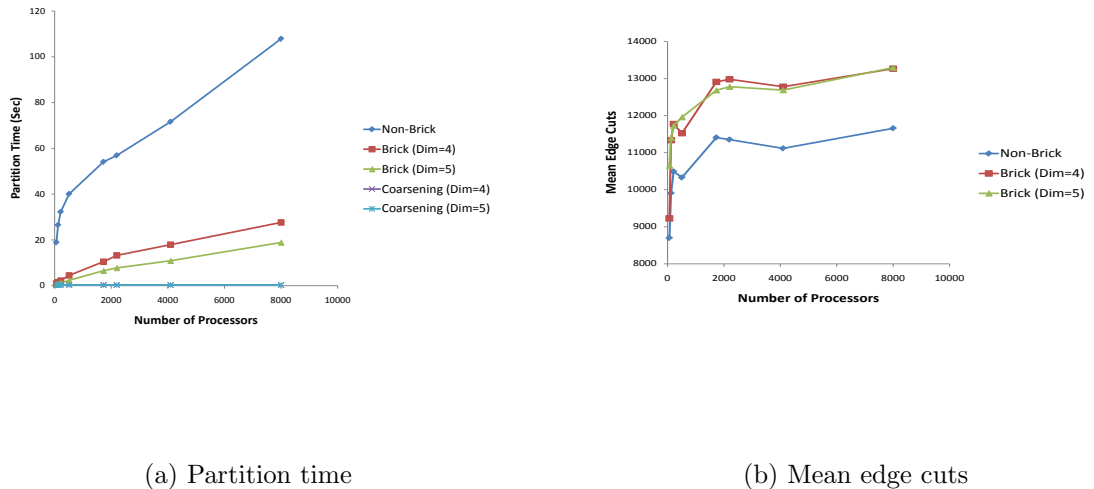 120
100
80
60
40
20
0
Partition Time (Sec)
0
2000
4000
6000
8000
10000
Number of Processors
Non-Brick
Brick (Dim=4)
Brick (Dim=5)
Coarsening (Dim=4)
Coarsening (Dim=5)
(a) Partition time
14000
13000
12000
11000
10000
9000
8000
Mean Edge Cuts
0
2000
4000
6000
8000
10000
Number of Processors
Non-Brick
Brick (Dim=4)
Brick (Dim=5)
(b) Mean edge cuts